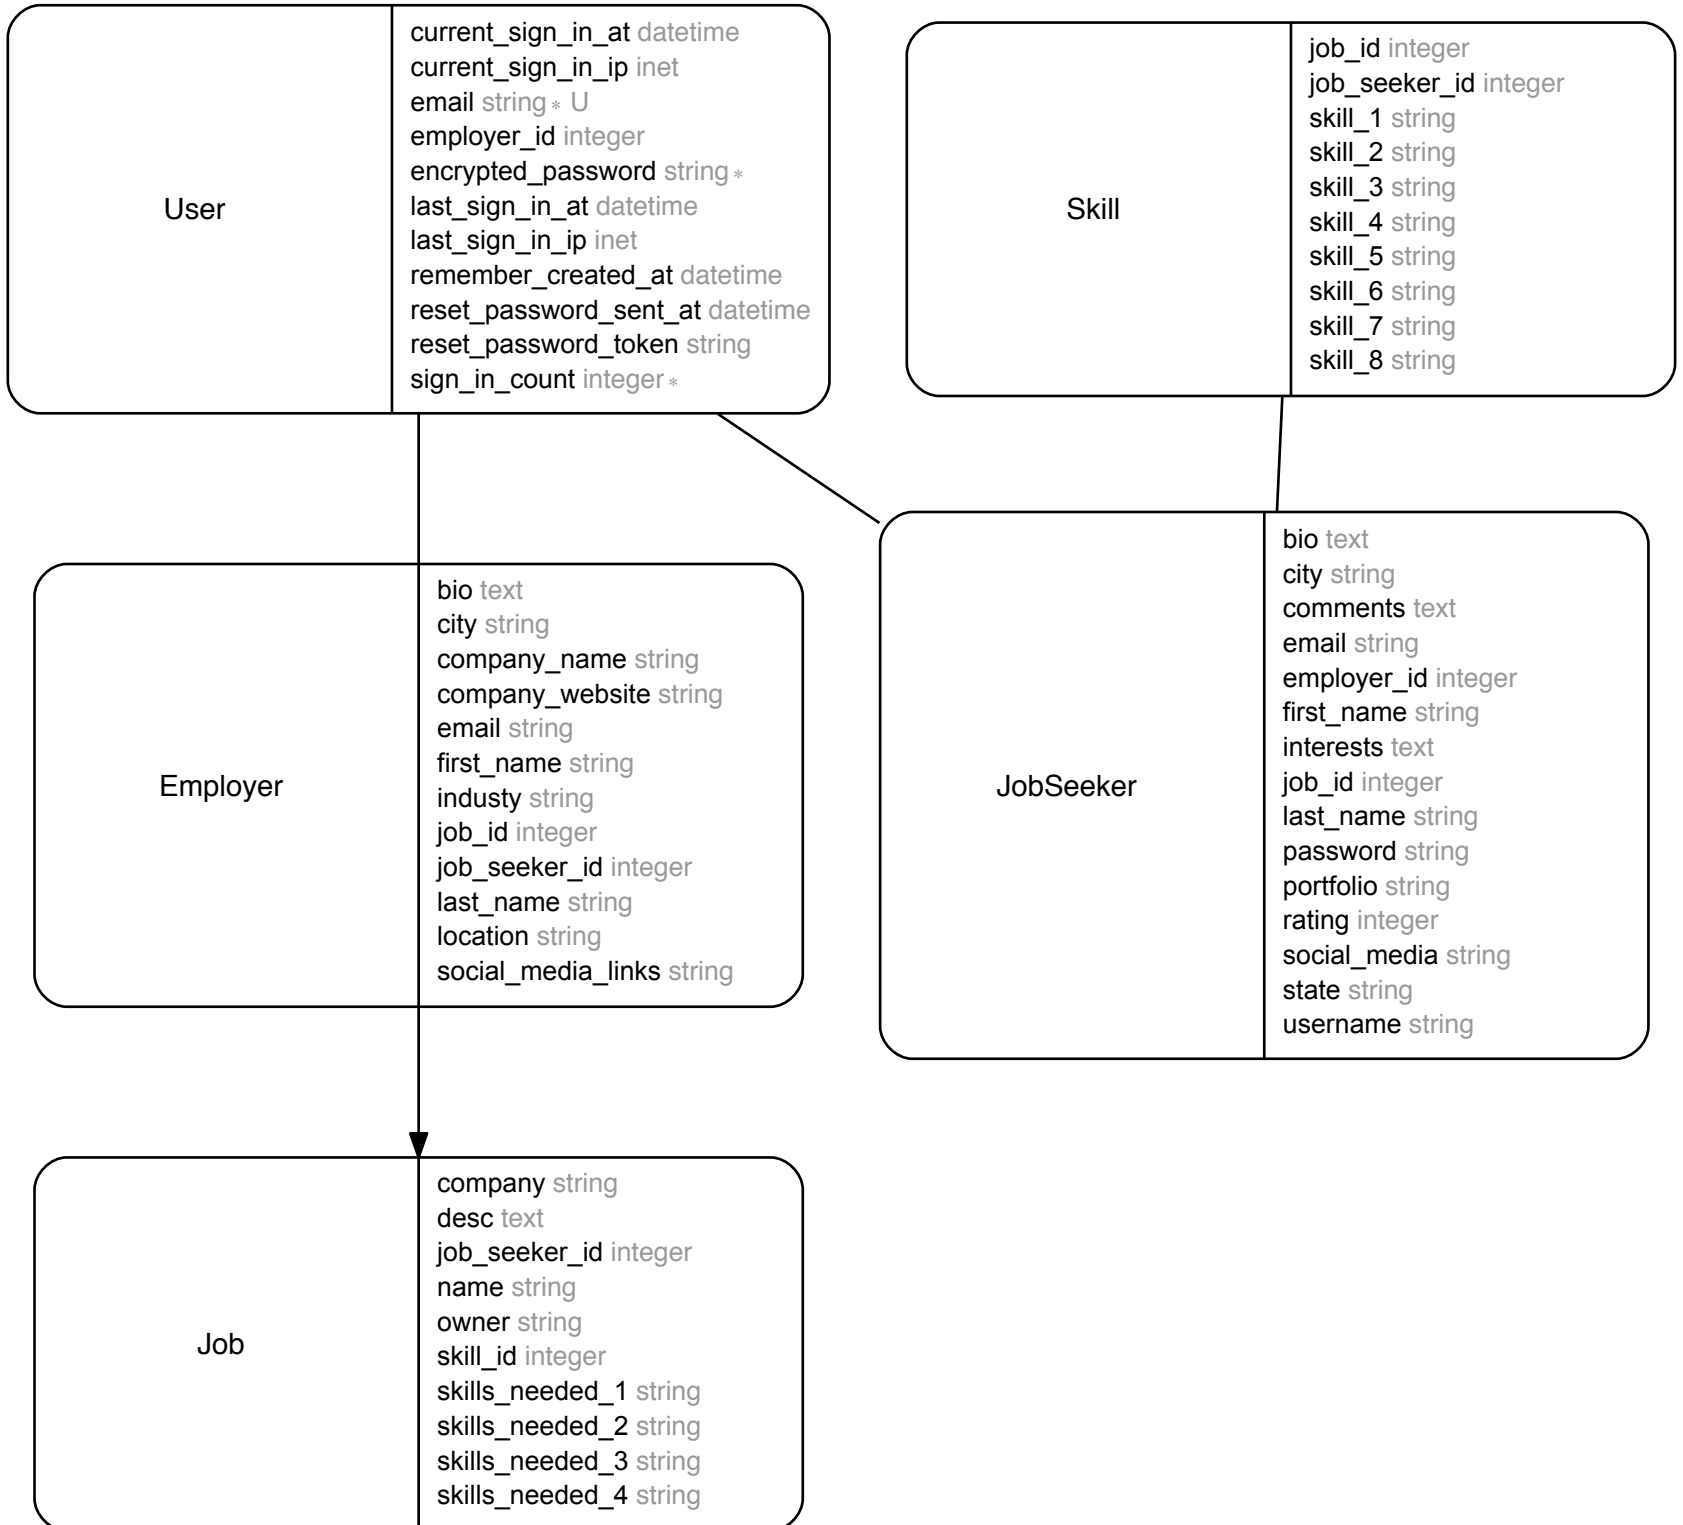 User
current_sign_in_at datetime
current_sign_in_ip inet
email string* U
employer_id integer
encrypted_password string*
last_sign_in_at datetime
last_sign_in_ip inet
remember_created_at datetime
reset_password_sent_at datetime
reset_password_token string
sign_in_count integer*
Skill
job_id integer
job_seeker_id integer
skill_1 string
skill_2 string
skill_3 string
skill_4 string
skill_5 string
skill_6 string
skill_7 string
skill_8 string
Employer
bio text
city string
company_name string
company_website string
email string
first_name string
industy string
job_id integer
job_seeker_id integer
last_name string
location string
social_media_links string
JobSeeker
bio text
city string
comments text
email string
employer_id integer
first_name string
interests text
job_id integer
last_name string
password string
portfolio string
rating integer
social_media string
state string
username string
Job
company string
desc text
job_seeker_id integer
name string
owner string
skill_id integer
skills_needed_1 string
skills_needed_2 string
skills_needed_3 string
skills_needed_4 string